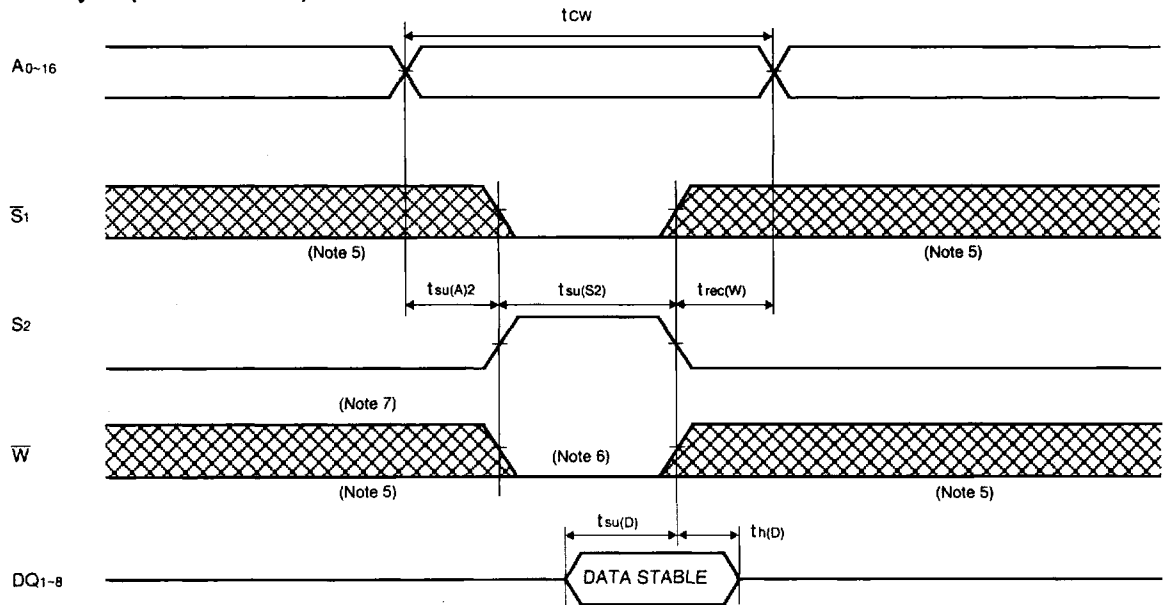 tcw
A0~16
S1
(Note 5) (Note 5)
tsu(A)2 tsu(S2) trec(W)
S2
(Note 7)
W
(Note 6)
(Note 5) (Note 5)
tsu(D) th(D)
DQ1~8 DATA STABLE